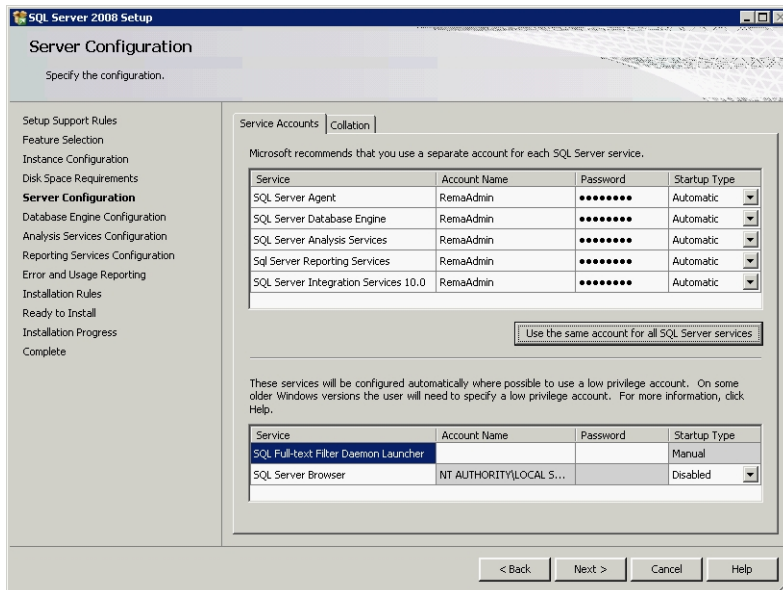 SQL Server 2008 Setup
Server Configuration
Specify the configuration.
Setup Support Rules
Feature Selection
Instance Configuration
Disk Space Requirements
Server Configuration
Database Engine Configuration
Analysis Services Configuration
Reporting Services Configuration
Error and Usage Reporting
Installation Rules
Ready to Install
Installation Progress
Complete
Service Accounts Collation
Microsoft recommends that you use a separate account for each SQL Server service.
Service Account Name Password Startup Type
SQL Server Agent RemaAdmin ●●●●●●●● Automatic
SQL Server Database Engine RemaAdmin ●●●●●●●● Automatic
SQL Server Analysis Services RemaAdmin ●●●●●●●● Automatic
Sql Server Reporting Services RemaAdmin ●●●●●●●● Automatic
SQL Server Integration Services 10.0 RemaAdmin ●●●●●●●● Automatic
Use the same account for all SQL Server services
These services will be configured automatically where possible to use a low privilege account. On some
older Windows versions the user will need to specify a low privilege account. For more information, click
Help.
Service Account Name Password Startup Type
SQL Full-text Filter Daemon Launcher Manual
SQL Server Browser NT AUTHORITY\LOCAL S... Disabled
< Back Next > Cancel Help